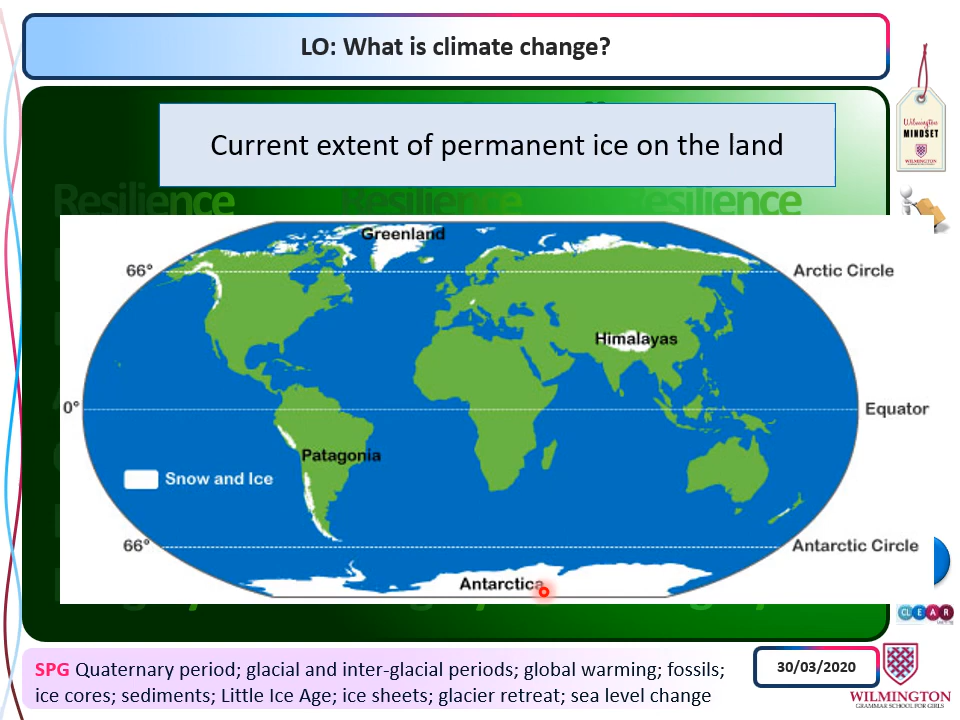 LO: What is climate change?
Wilmington
MINDSET
WILMINGTON
Current extent of permanent ice on the land
Resilience Resilience
Greenland
66° Arctic Circle
Himalayas
0° Equator
Patagonia
Snow and Ice
66° Antarctic Circle
Antarctica
CLEAR
SPG Quaternary period; glacial and inter-glacial periods; global warming; fossils;
ice cores; sediments; Little Ice Age; ice sheets; glacier retreat; sea level change
30/03/2020
WILMINGTON
GRAMMAR SCHOOL FOR GIRLS